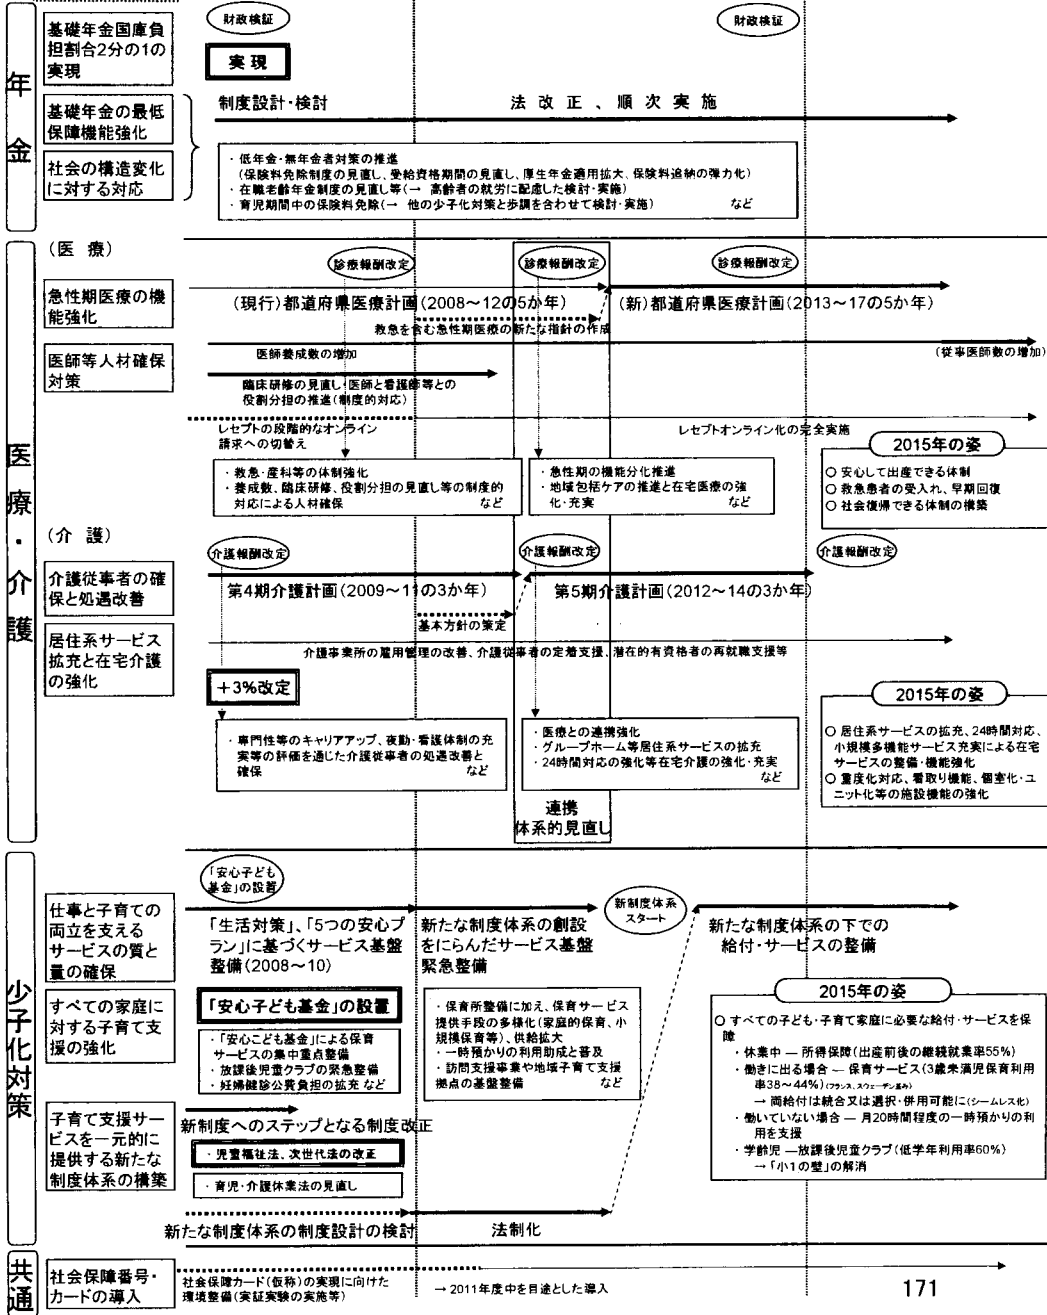 年金
基礎年金国庫負
担割合2分の1の
実現
財政検証
財政検証
実現
基礎年金の最低
保障機能強化
社会の構造変化
に対する対応
制度設計・検討
法改正、順次実施
・低年金・無年金者対策の推進
(保険料免除制度の見直し、受給資格期間の見直し、厚生年金適用拡大、保険料追納の弾力化)
・在職老齢年金制度の見直し等(→ 高齢者の就労に配慮した検討・実施)
・育児期間中の保険料免除(→ 他の少子化対策と歩調を合わせて検討・実施) など
医療・介護
(医 療)
診療報酬改定
診療報酬改定
診療報酬改定
急性期医療の機
能強化
(現行)都道府県医療計画(2008～12の5か年)
(新)都道府県医療計画(2013～17の5か年)
救急を含む急性期医療の新たな指針の作成
医師等人材確保
対策
医師養成数の増加
(従事医師数の増加)
臨床研修の見直し・医師と看護師等との
役割分担の推進(制度的対応)
レセプトの段階的なオンライン
請求への切替え
レセプトオンライン化の完全実施
・救急・産科等の体制強化
・養成数、臨床研修、役割分担の見直し等の制度的
対応による人材確保 など
・急性期の機能分化推進
・地域包括ケアの推進と在宅医療の強
化・充実 など
2015年の姿
○ 安心して出産できる体制
○ 救急患者の受入れ、早期回復
○ 社会復帰できる体制の構築
(介 護)
介護報酬改定
介護報酬改定
介護報酬改定
介護従事者の確
保と処遇改善
第4期介護計画(2009～11の3か年)
第5期介護計画(2012～14の3か年)
基本方針の策定
居住系サービス
拡充と在宅介護
の強化
介護事業所の雇用管理の改善、介護従事者の定着支援、潜在的有資格者の再就職支援等
+3%改定
・専門性等のキャリアアップ、夜勤・看護体制の充
実等の評価を通じた介護従事者の処遇改善と
確保 など
・医療との連携強化
・グループホーム等居住系サービスの拡充
・24時間対応の強化等在宅介護の強化・充実
など
2015年の姿
○ 居住系サービスの拡充、24時間対応、
小規模多機能サービス充実による在宅
サービスの整備・機能強化
○ 重度化対応、看取り機能、個室化・ユ
ニット化等の施設機能の強化
連携
体系的見直し
少子化対策
「安心子ども
基金」の設置
仕事と子育ての
両立を支える
サービスの質と
量の確保
「生活対策」、「5つの安心プ
ラン」に基づくサービス基盤
整備(2008～10)
新たな制度体系の創設
をにらんだサービス基盤
緊急整備
新制度体系
スタート
新たな制度体系の下での
給付・サービスの整備
すべての家庭に
対する子育て支
援の強化
「安心子ども基金」の設置
・「安心こども基金」による保育
サービスの集中重点整備
・放課後児童クラブの緊急整備
・妊婦健診公費負担の拡充 など
・保育所整備に加え、保育サービス
提供手段の多様化(家庭的保育、小
規模保育等)、供給拡大
・一時預かりの利用助成と普及
・訪問支援事業や地域子育て支援
拠点の基盤整備 など
2015年の姿
○ すべての子ども・子育て家庭に必要な給付・サービスを保
障
・休業中 ― 所得保障(出産前後の継続就業率55%)
・働きに出る場合 ― 保育サービス(3歳未満児保育利用
率38～44%)(フランス、スウェーデン並み)
→ 両給付は統合又は選択・併用可能に(シームレス化)
・働いていない場合 ― 月20時間程度の一時預かりの利
用を支援
・学齢児 ―放課後児童クラブ(低学年利用率60%)
→ 「小1の壁」の解消
子育て支援サー
ビスを一元的に
提供する新たな
制度体系の構築
新制度へのステップとなる制度改正
・児童福祉法、次世代法の改正
・育児・介護休業法の見直し
新たな制度体系の制度設計の検討
法制化
共通
社会保障番号・
カードの導入
社会保障カード(仮称)の実現に向けた
環境整備(実証実験の実施等)
→ 2011年度中を目途とした導入
171